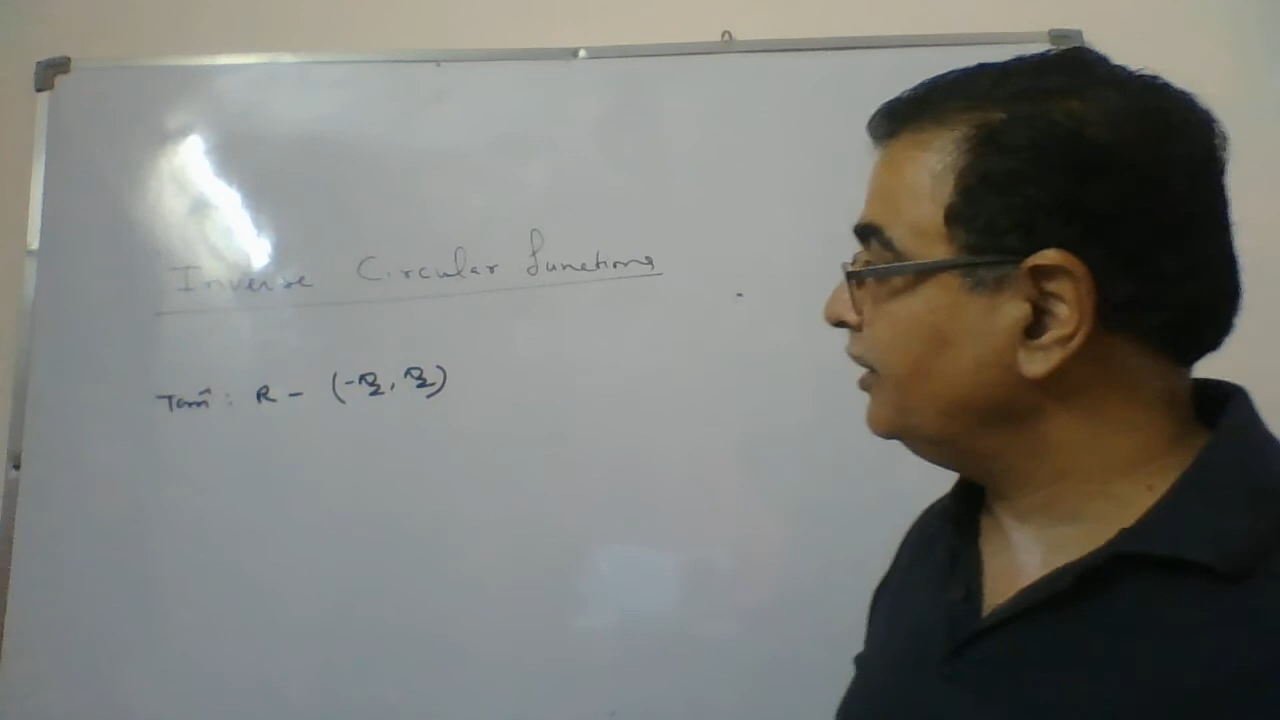 Inverse Circular functions
Tan⁻¹: R - (-π/2, π/2)